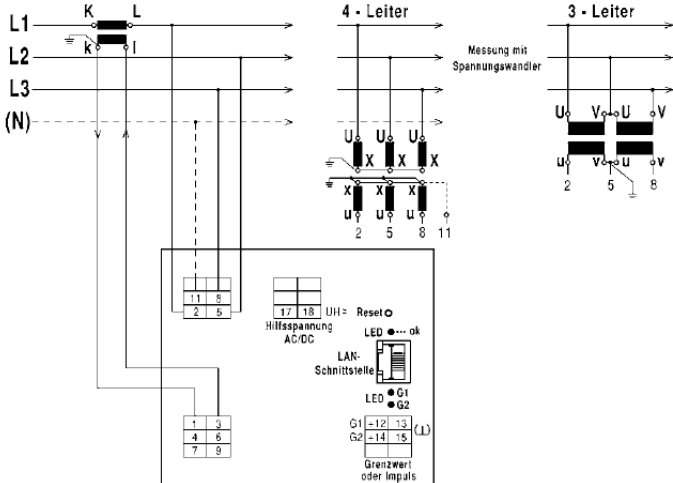 K L
L1
k l
L2
L3
(N)
4 - Leiter
U U U
X X X
x x x
u u u
2 5 8 11
Messung mit
Spannungswandler
3 - Leiter
U V U V
u v u v
2 5 8
11 8
2 5
17 18 UH=
Hilfsspannung
AC/DC
Reset
LED ok
LAN-
Schnittstelle
LED G1
G2
1 3
4 6
7 9
G1 +12 13
G2 +14 15
Grenzwert
oder Impuls